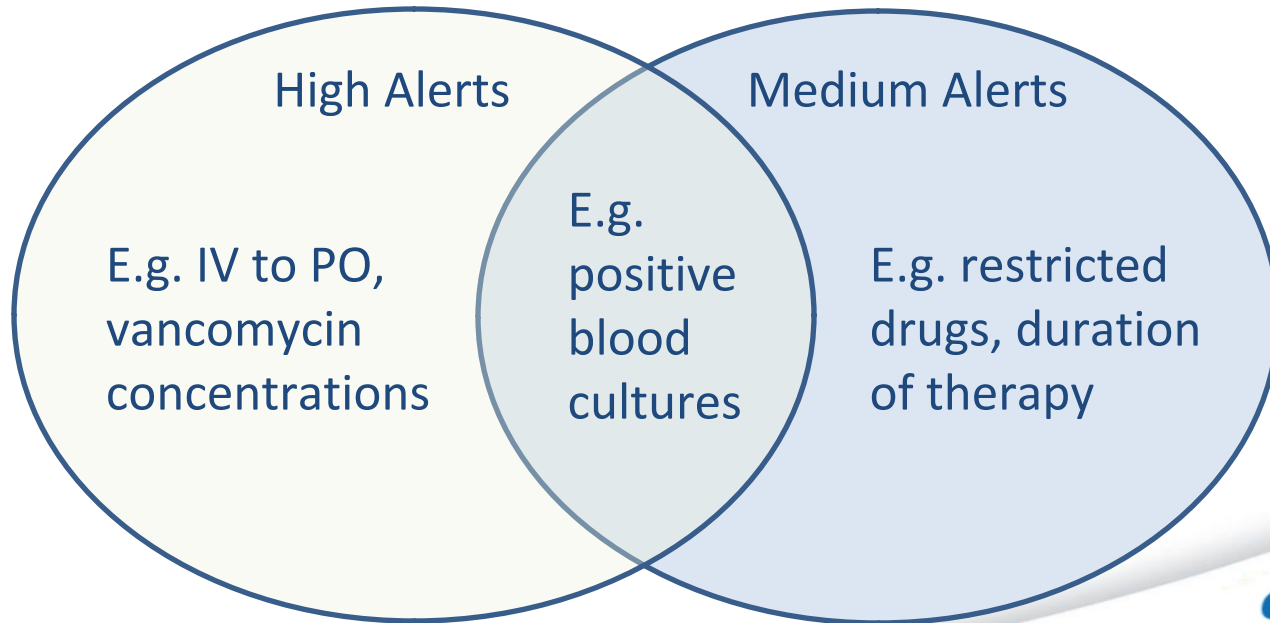 High Alerts
Medium Alerts
E.g. IV to PO,
vancomycin
concentrations
E.g.
positive
blood
cultures
E.g. restricted
drugs, duration
of therapy